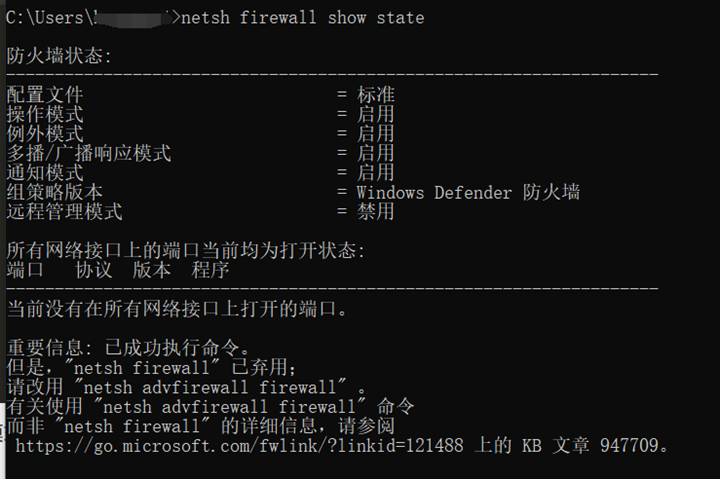 C:\Users\>netsh firewall show state
防火墙状态:
-------------------------------------------------------------------
配置文件 = 标准
操作模式 = 启用
例外模式 = 启用
多播/广播响应模式 = 启用
通知模式 = 启用
组策略版本 = Windows Defender 防火墙
远程管理模式 = 禁用
所有网络接口上的端口当前均为打开状态:
端口 协议 版本 程序
-------------------------------------------------------------------
当前没有在所有网络接口上打开的端口。
重要信息: 已成功执行命令。
但是，"netsh firewall" 已弃用；
请改用 "netsh advfirewall firewall" 。
有关使用 "netsh advfirewall firewall" 命令
而非 "netsh firewall" 的详细信息，请参阅
https://go.microsoft.com/fwlink/?linkid=121488 上的 KB 文章 947709。